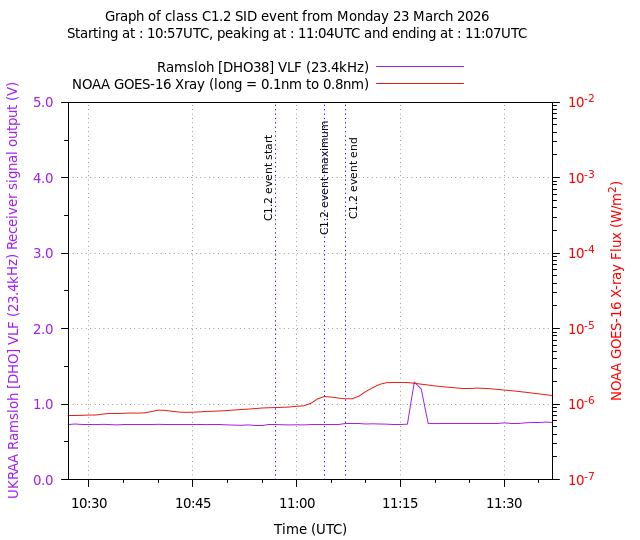 Graph of class C1.2 SID event from Monday 23 March 2026
Starting at : 10:57UTC, peaking at : 11:04UTC and ending at : 11:07UTC
Ramsloh [DHO38] VLF (23.4kHz)
NOAA GOES-16 Xray (long = 0.1nm to 0.8nm)
UKRAA Ramsloh [DHO] VLF (23.4kHz) Receiver signal output (V)
5.0
4.0
3.0
2.0
1.0
0.0
C1.2 event start
C1.2 event maximum
C1.2 event end
10^-2
10^-3
10^-4
10^-5
10^-6
10^-7
NOAA GOES-16 X-ray Flux (W/m²)
10:30 10:45 11:00 11:15 11:30
Time (UTC)